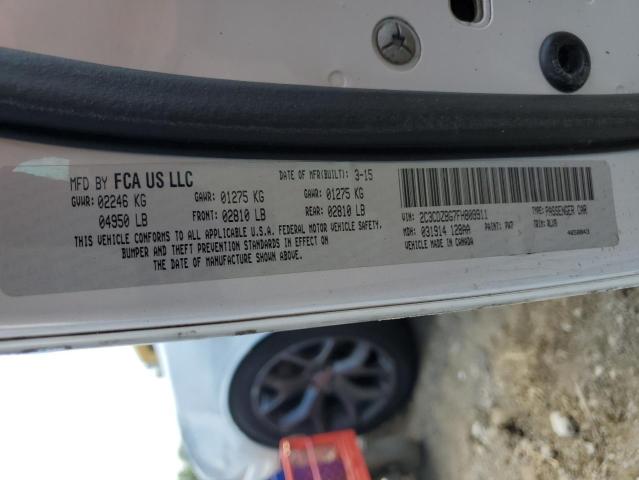 MFD BY FCA US LLC
DATE OF MFR(BUILT): 3-15
GVWR: 02246 KG
GAWR: 01275 KG
GAWR: 01275 KG
04950 LB
FRONT: 02810 LB
REAR: 02810 LB
THIS VEHICLE CONFORMS TO ALL APPLICABLE U.S.A. FEDERAL MOTOR VEHICLE SAFETY,
BUMPER AND THEFT PREVENTION STANDARDS IN EFFECT ON
THE DATE OF MANUFACTURE SHOWN ABOVE.
VIN: 2C3CDZBG7FH803911
TYPE: PASSENGER CAR
MDH: 031914 128AA
PAINT: PW7
TRIM:
VEHICLE MADE IN CANADA